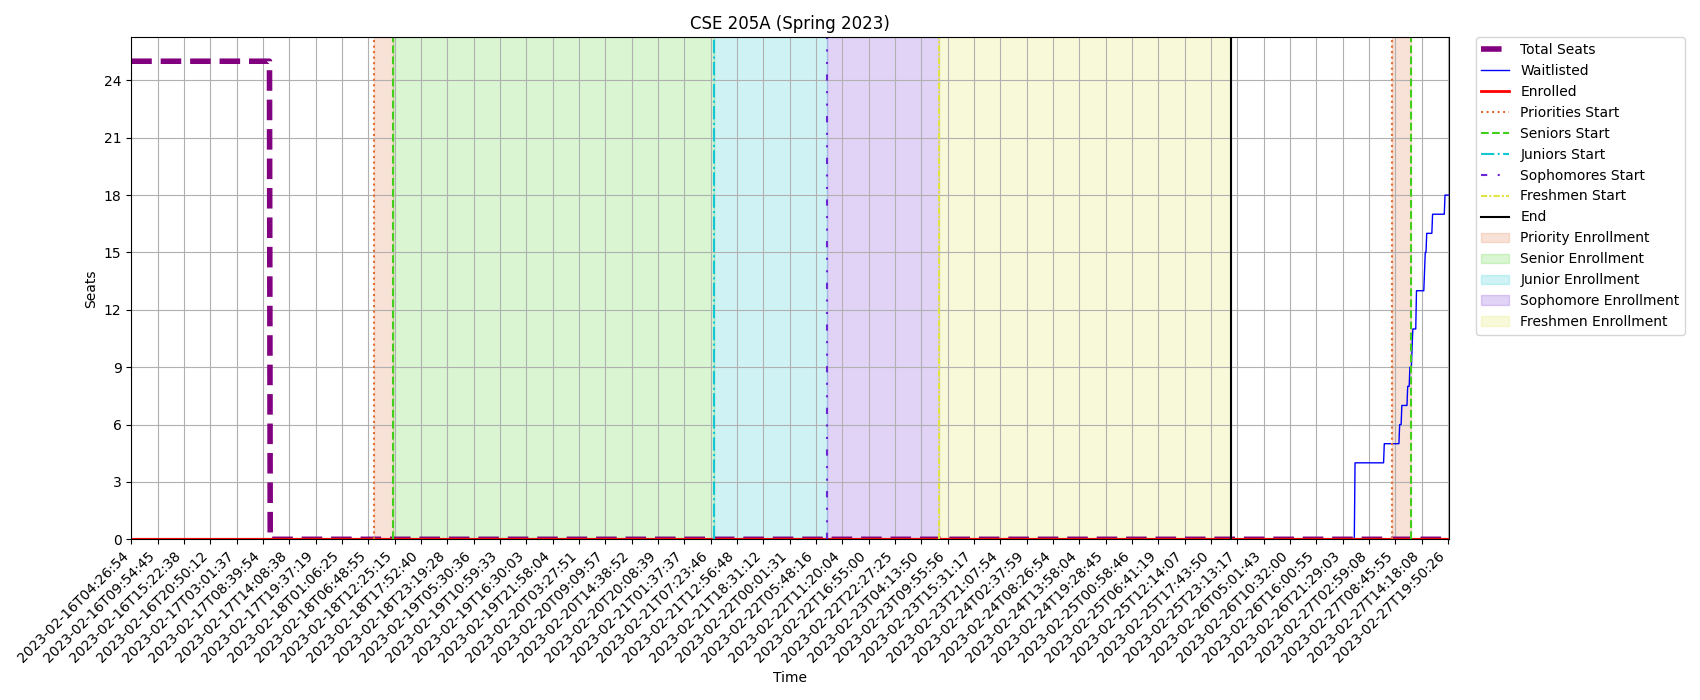 CSE 205A (Spring 2023)
Total Seats
Waitlisted
Enrolled
Priorities Start
Seniors Start
Juniors Start
Sophomores Start
Freshmen Start
End
Priority Enrollment
Senior Enrollment
Junior Enrollment
Sophomore Enrollment
Freshmen Enrollment
Seats
24
21
18
15
12
9
6
3
0
2023-02-16T04:26:54
2023-02-16T09:54:45
2023-02-16T15:22:38
2023-02-16T20:50:12
2023-02-17T03:01:37
2023-02-17T08:39:54
2023-02-17T14:08:38
2023-02-17T19:37:19
2023-02-18T01:06:25
2023-02-18T06:48:55
2023-02-18T12:25:15
2023-02-18T17:52:40
2023-02-18T23:19:28
2023-02-19T05:30:36
2023-02-19T10:59:33
2023-02-19T16:30:03
2023-02-19T21:58:04
2023-02-20T03:27:51
2023-02-20T09:09:57
2023-02-20T14:38:52
2023-02-20T20:08:39
2023-02-21T01:37:37
2023-02-21T07:23:46
2023-02-21T12:56:48
2023-02-21T18:31:12
2023-02-22T00:01:31
2023-02-22T05:48:16
2023-02-22T11:20:04
2023-02-22T16:55:00
2023-02-22T22:27:25
2023-02-23T04:13:50
2023-02-23T09:55:56
2023-02-23T15:31:17
2023-02-23T21:07:54
2023-02-24T02:37:59
2023-02-24T08:26:54
2023-02-24T13:58:04
2023-02-24T19:28:45
2023-02-25T00:58:46
2023-02-25T06:41:19
2023-02-25T12:14:07
2023-02-25T17:43:50
2023-02-25T23:13:17
2023-02-26T05:01:43
2023-02-26T10:32:00
2023-02-26T16:00:55
2023-02-26T21:29:03
2023-02-27T02:59:08
2023-02-27T08:45:55
2023-02-27T14:18:08
2023-02-27T19:50:26
Time